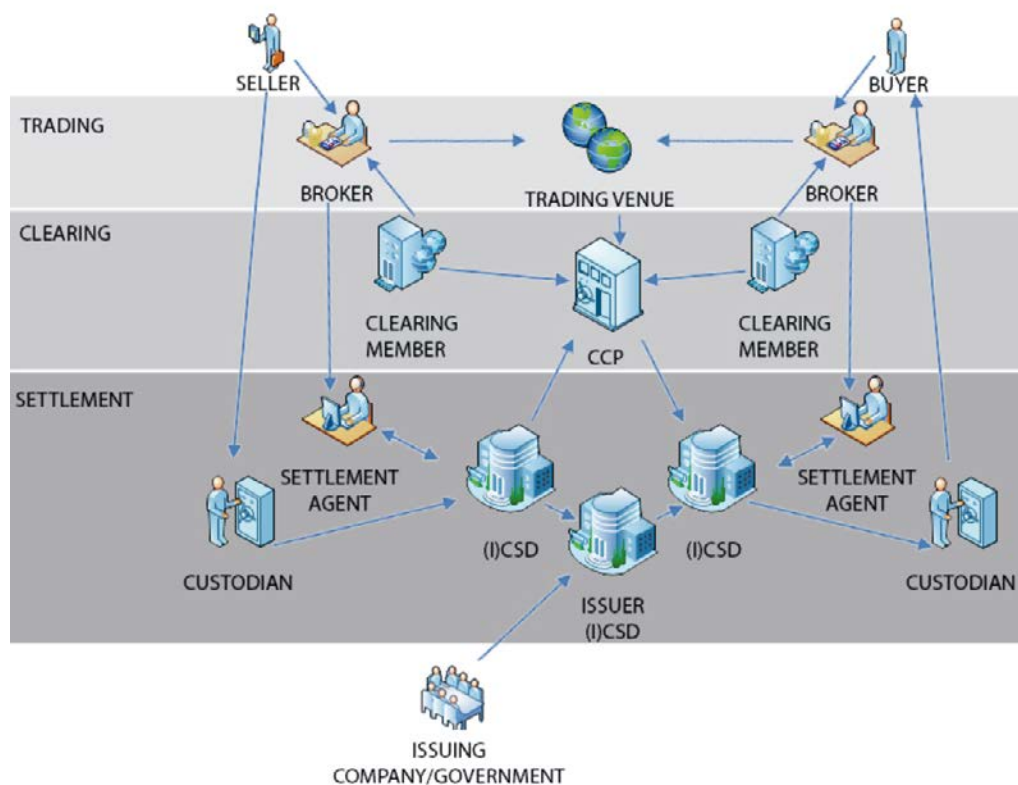 SELLER
BUYER
TRADING
BROKER
TRADING VENUE
BROKER
CLEARING
CLEARING
MEMBER
CCP
CLEARING
MEMBER
SETTLEMENT
SETTLEMENT
AGENT
SETTLEMENT
AGENT
(I)CSD
(I)CSD
CUSTODIAN
CUSTODIAN
ISSUER
(I)CSD
ISSUING
COMPANY/GOVERNMENT